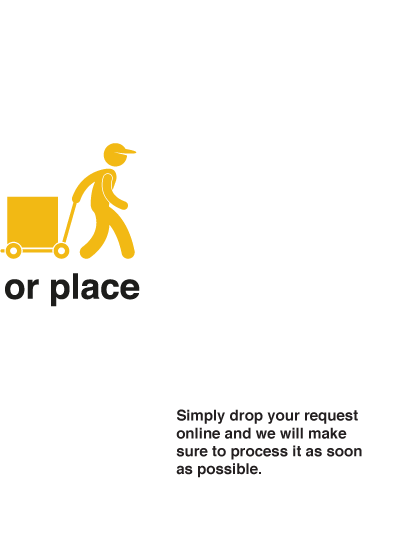 or place
Simply drop your request
online and we will make
sure to process it as soon
as possible.